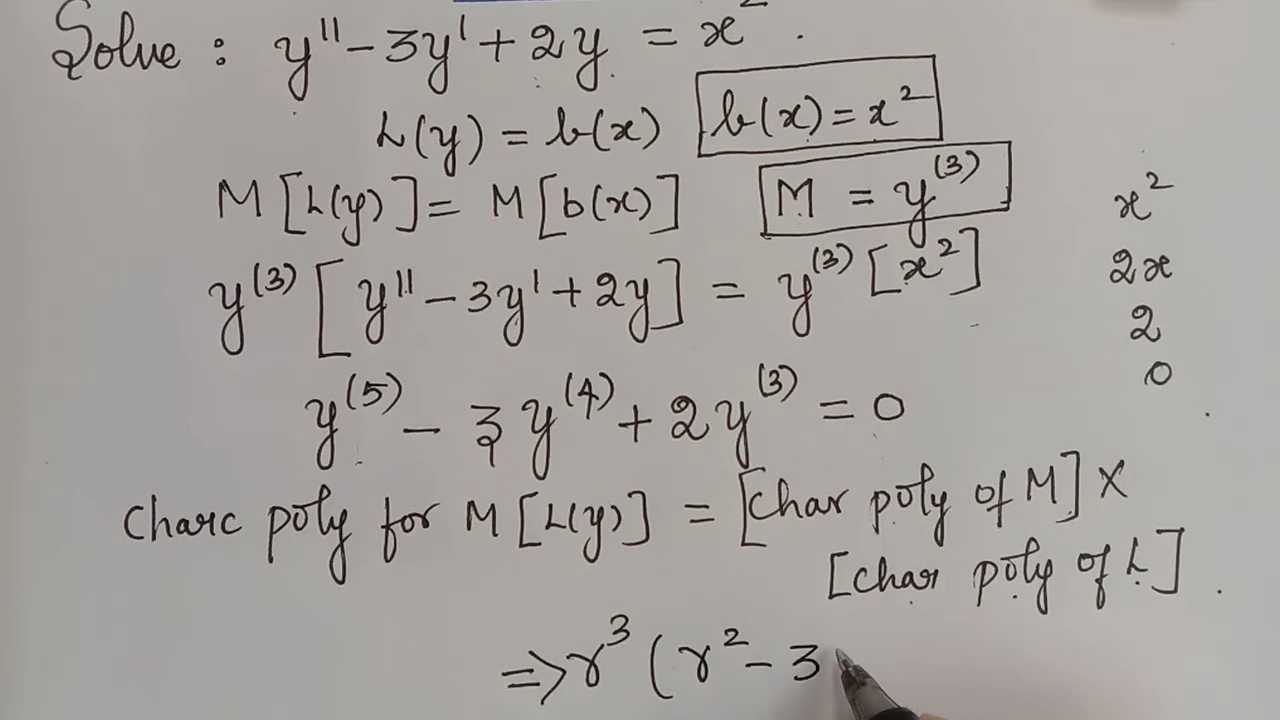 Solve : y'' - 3y' + 2y = x² .
L(y) = b(x) b(x) = x²
M [L(y)] = M [b(x)] M = y⁽³⁾ x²
y⁽³⁾ [y'' - 3y' + 2y] = y⁽³⁾ [x²] 2x
2
0
y⁽⁵⁾ - 3y⁽⁴⁾ + 2y⁽³⁾ = 0
Charc poly for M [L(y)] = [Char poly of M] X
[Char poly of L] .
=> r³ (r² - 3